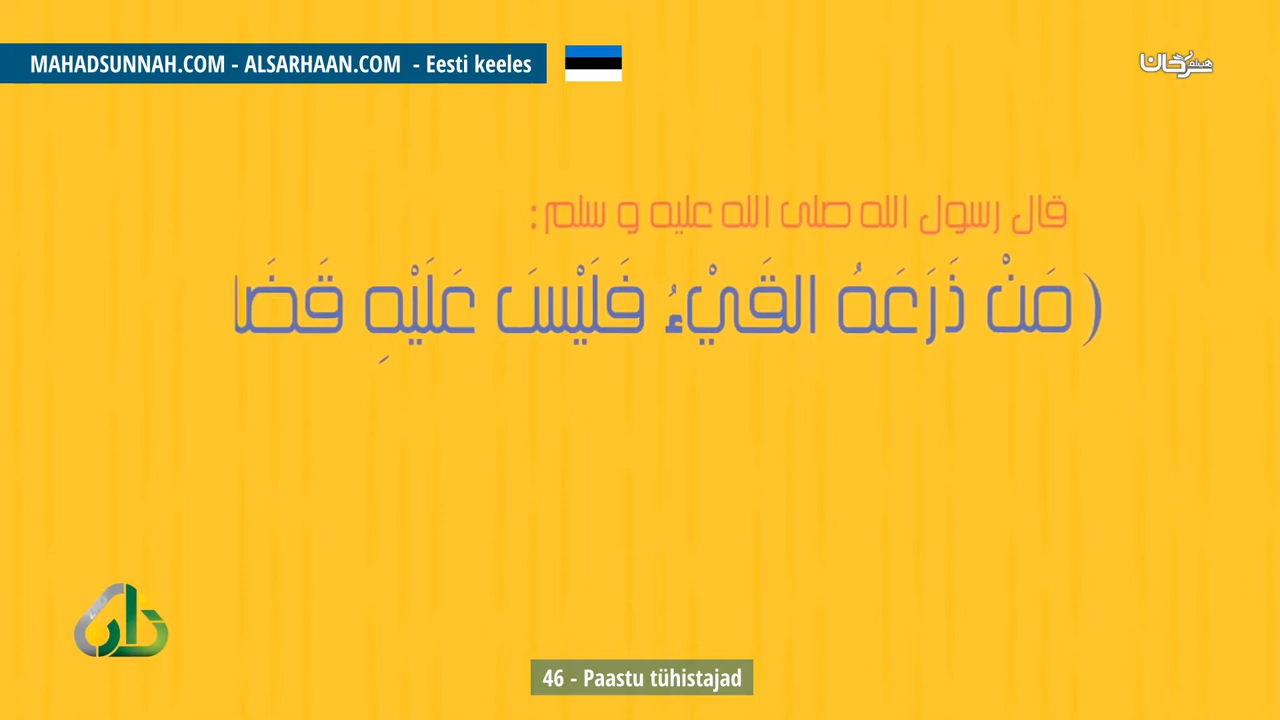 MAHADSUNNAH.COM - ALSARHAAN.COM - Eesti keeles
قال رسول الله صلى الله عليه و سلم:
(مَنْ ذَرَعَهُ القَيْءُ فَلَيْسَ عَلَيْهِ قَضَا
46 - Paastu tühistajad